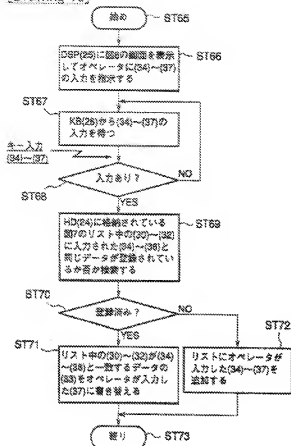 始め
ST65
DSP(25)に図8の画面を表示
してオペレータに(34)〜(37)
の入力を指示する
ST66
ST67
KB(26)から(34)〜(37)の
入力を待つ
キー入力
(34)〜(37)
入力あり?
NO
ST68
YES
HD(24)に格納されている
図7のリスト中の(30)〜(32)
に入力された(34)〜(36)と
同じデータが登録されてい
るか否か検索する
ST69
ST70
登録済み?
NO
YES
ST72
ST71
リスト中の(30)〜(32)が(34)
〜(36)と一致するデータの
(33)をオペレータが入力し
た(37)に書き替える
リストにオペレータが
入力した(34)〜(37)を
追加する
終り
ST73